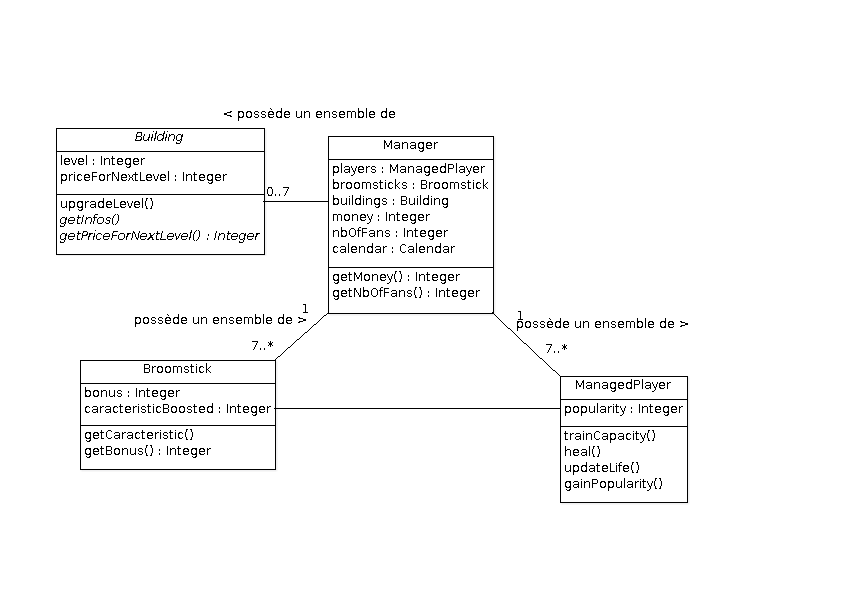 < possède un ensemble de
Building
level : Integer
priceForNextLevel : Integer
upgradeLevel()
getInfos()
getPriceForNextLevel() : Integer
0..7
Manager
players : ManagedPlayer
broomsticks : Broomstick
buildings : Building
money : Integer
nbOfFans : Integer
calendar : Calendar
getMoney() : Integer
getNbOfFans() : Integer
1
possède un ensemble de >
7..*
1
possède un ensemble de >
7..*
Broomstick
bonus : Integer
caracteristicBoosted : Integer
getCaracteristic()
getBonus() : Integer
ManagedPlayer
popularity : Integer
trainCapacity()
heal()
updateLife()
gainPopularity()